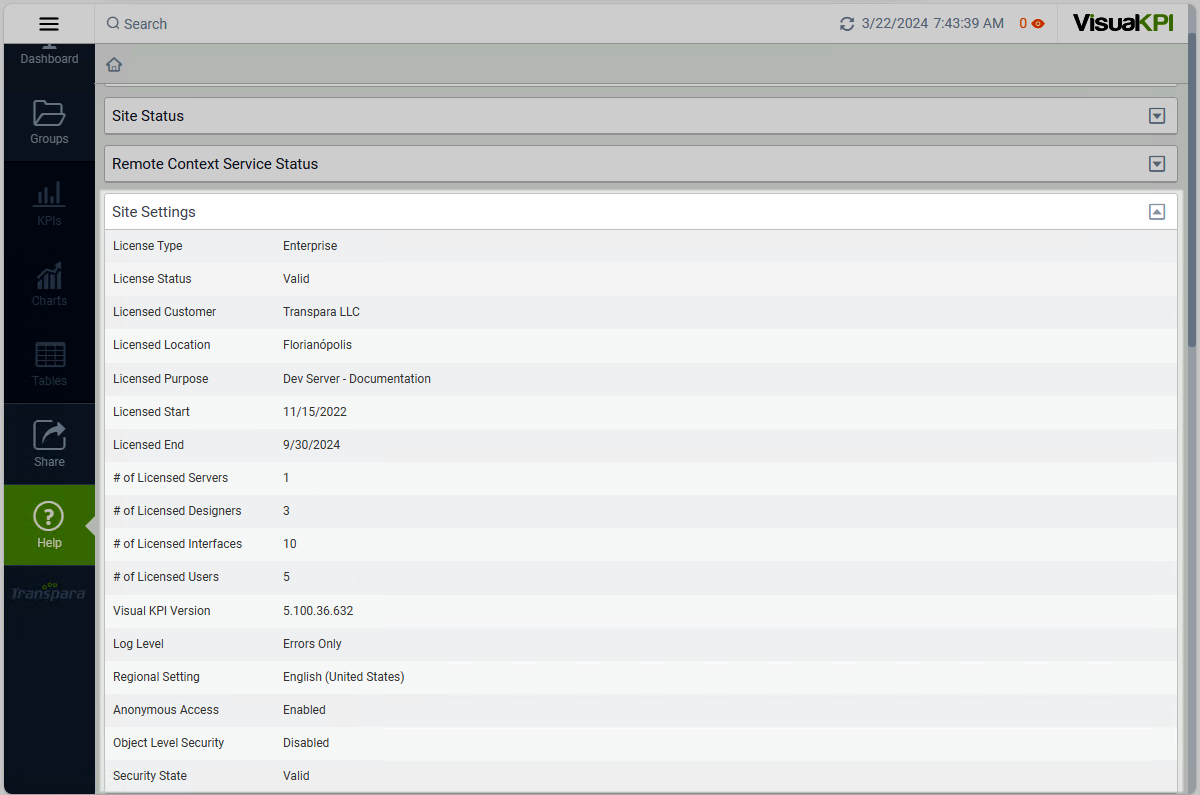 Search
3/22/2024 7:43:39 AM
0
VisualKPI
Dashboard
Groups
KPIs
Charts
Tables
Share
?
Help
Transpara
Site Status
Remote Context Service Status
Site Settings
License Type Enterprise
License Status Valid
Licensed Customer Transpara LLC
Licensed Location Florianópolis
Licensed Purpose Dev Server - Documentation
Licensed Start 11/15/2022
Licensed End 9/30/2024
# of Licensed Servers 1
# of Licensed Designers 3
# of Licensed Interfaces 10
# of Licensed Users 5
Visual KPI Version 5.100.36.632
Log Level Errors Only
Regional Setting English (United States)
Anonymous Access Enabled
Object Level Security Disabled
Security State Valid